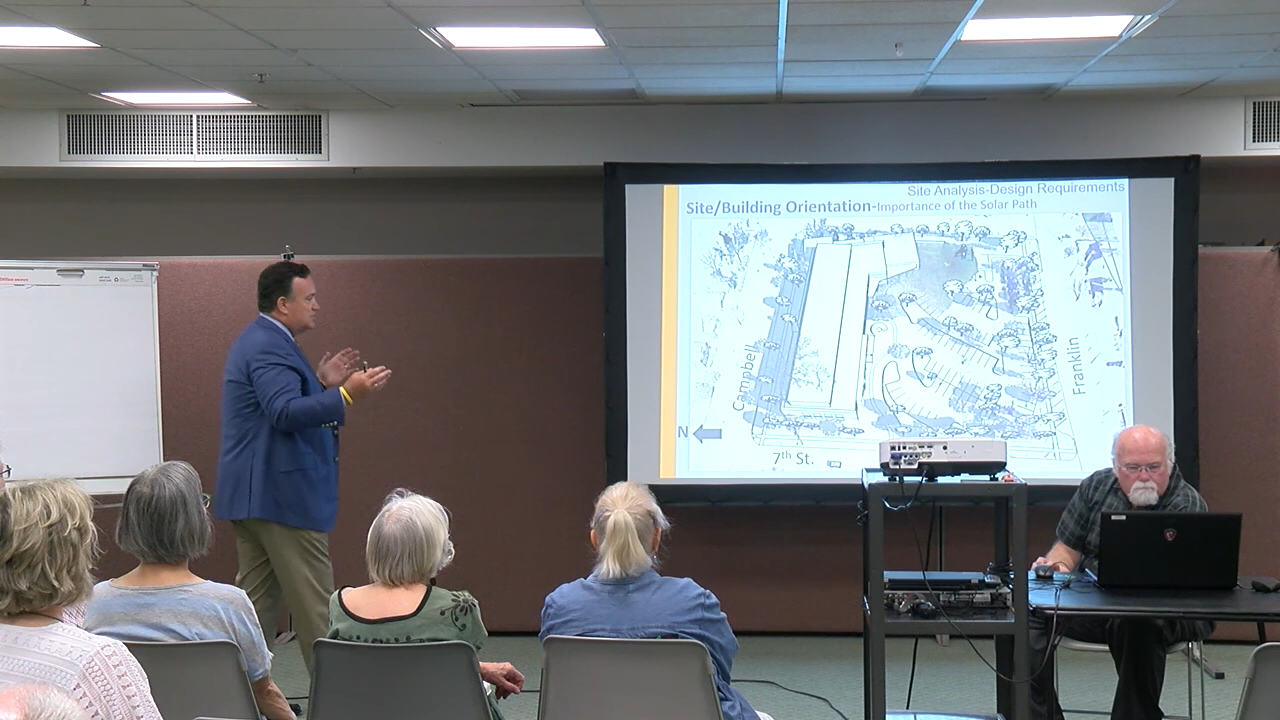 Site Analysis-Design Requirements
Site/Building Orientation-Importance of the Solar Path
Campbell
Franklin
N
7th St.